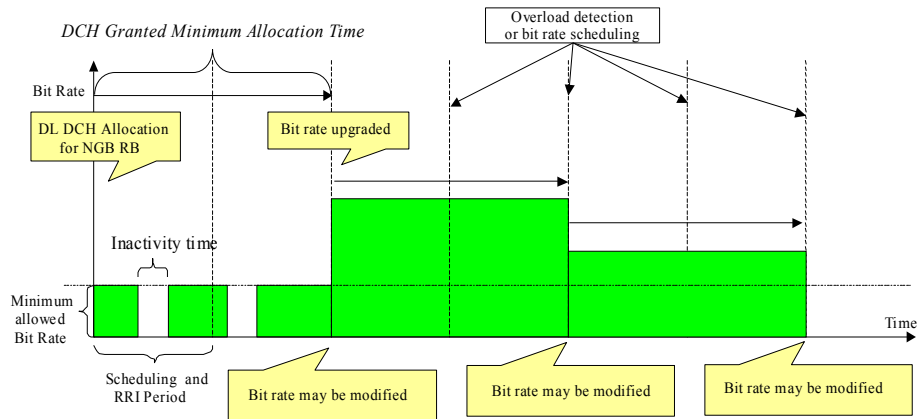 DCH Granted Minimum Allocation Time
Overload detection
or bit rate scheduling
Bit Rate
DL DCH Allocation
for NGB RB
Bit rate upgraded
Inactivity time
Minimum
allowed
Bit Rate
Time
Scheduling and
RRI Period
Bit rate may be modified
Bit rate may be modified
Bit rate may be modified